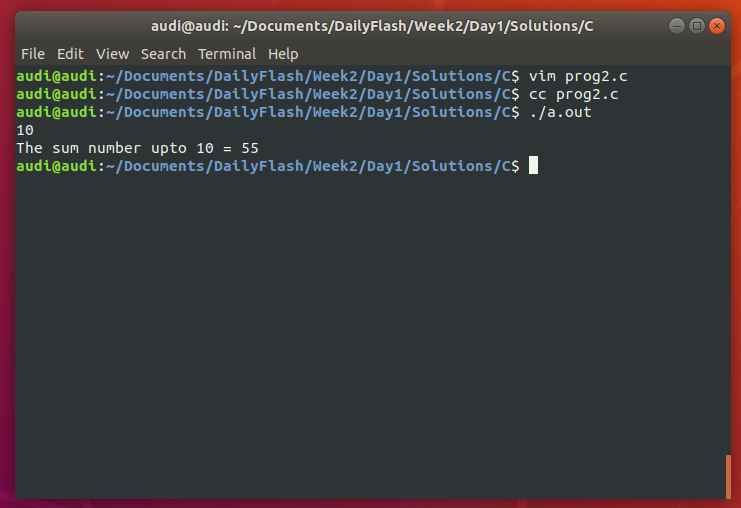 audi@audi: ~/Documents/DailyFlash/Week2/Day1/Solutions/C
File Edit View Search Terminal Help
audi@audi:~/Documents/DailyFlash/Week2/Day1/Solutions/C$ vim prog2.c
audi@audi:~/Documents/DailyFlash/Week2/Day1/Solutions/C$ cc prog2.c
audi@audi:~/Documents/DailyFlash/Week2/Day1/Solutions/C$ ./a.out
10
The sum number upto 10 = 55
audi@audi:~/Documents/DailyFlash/Week2/Day1/Solutions/C$